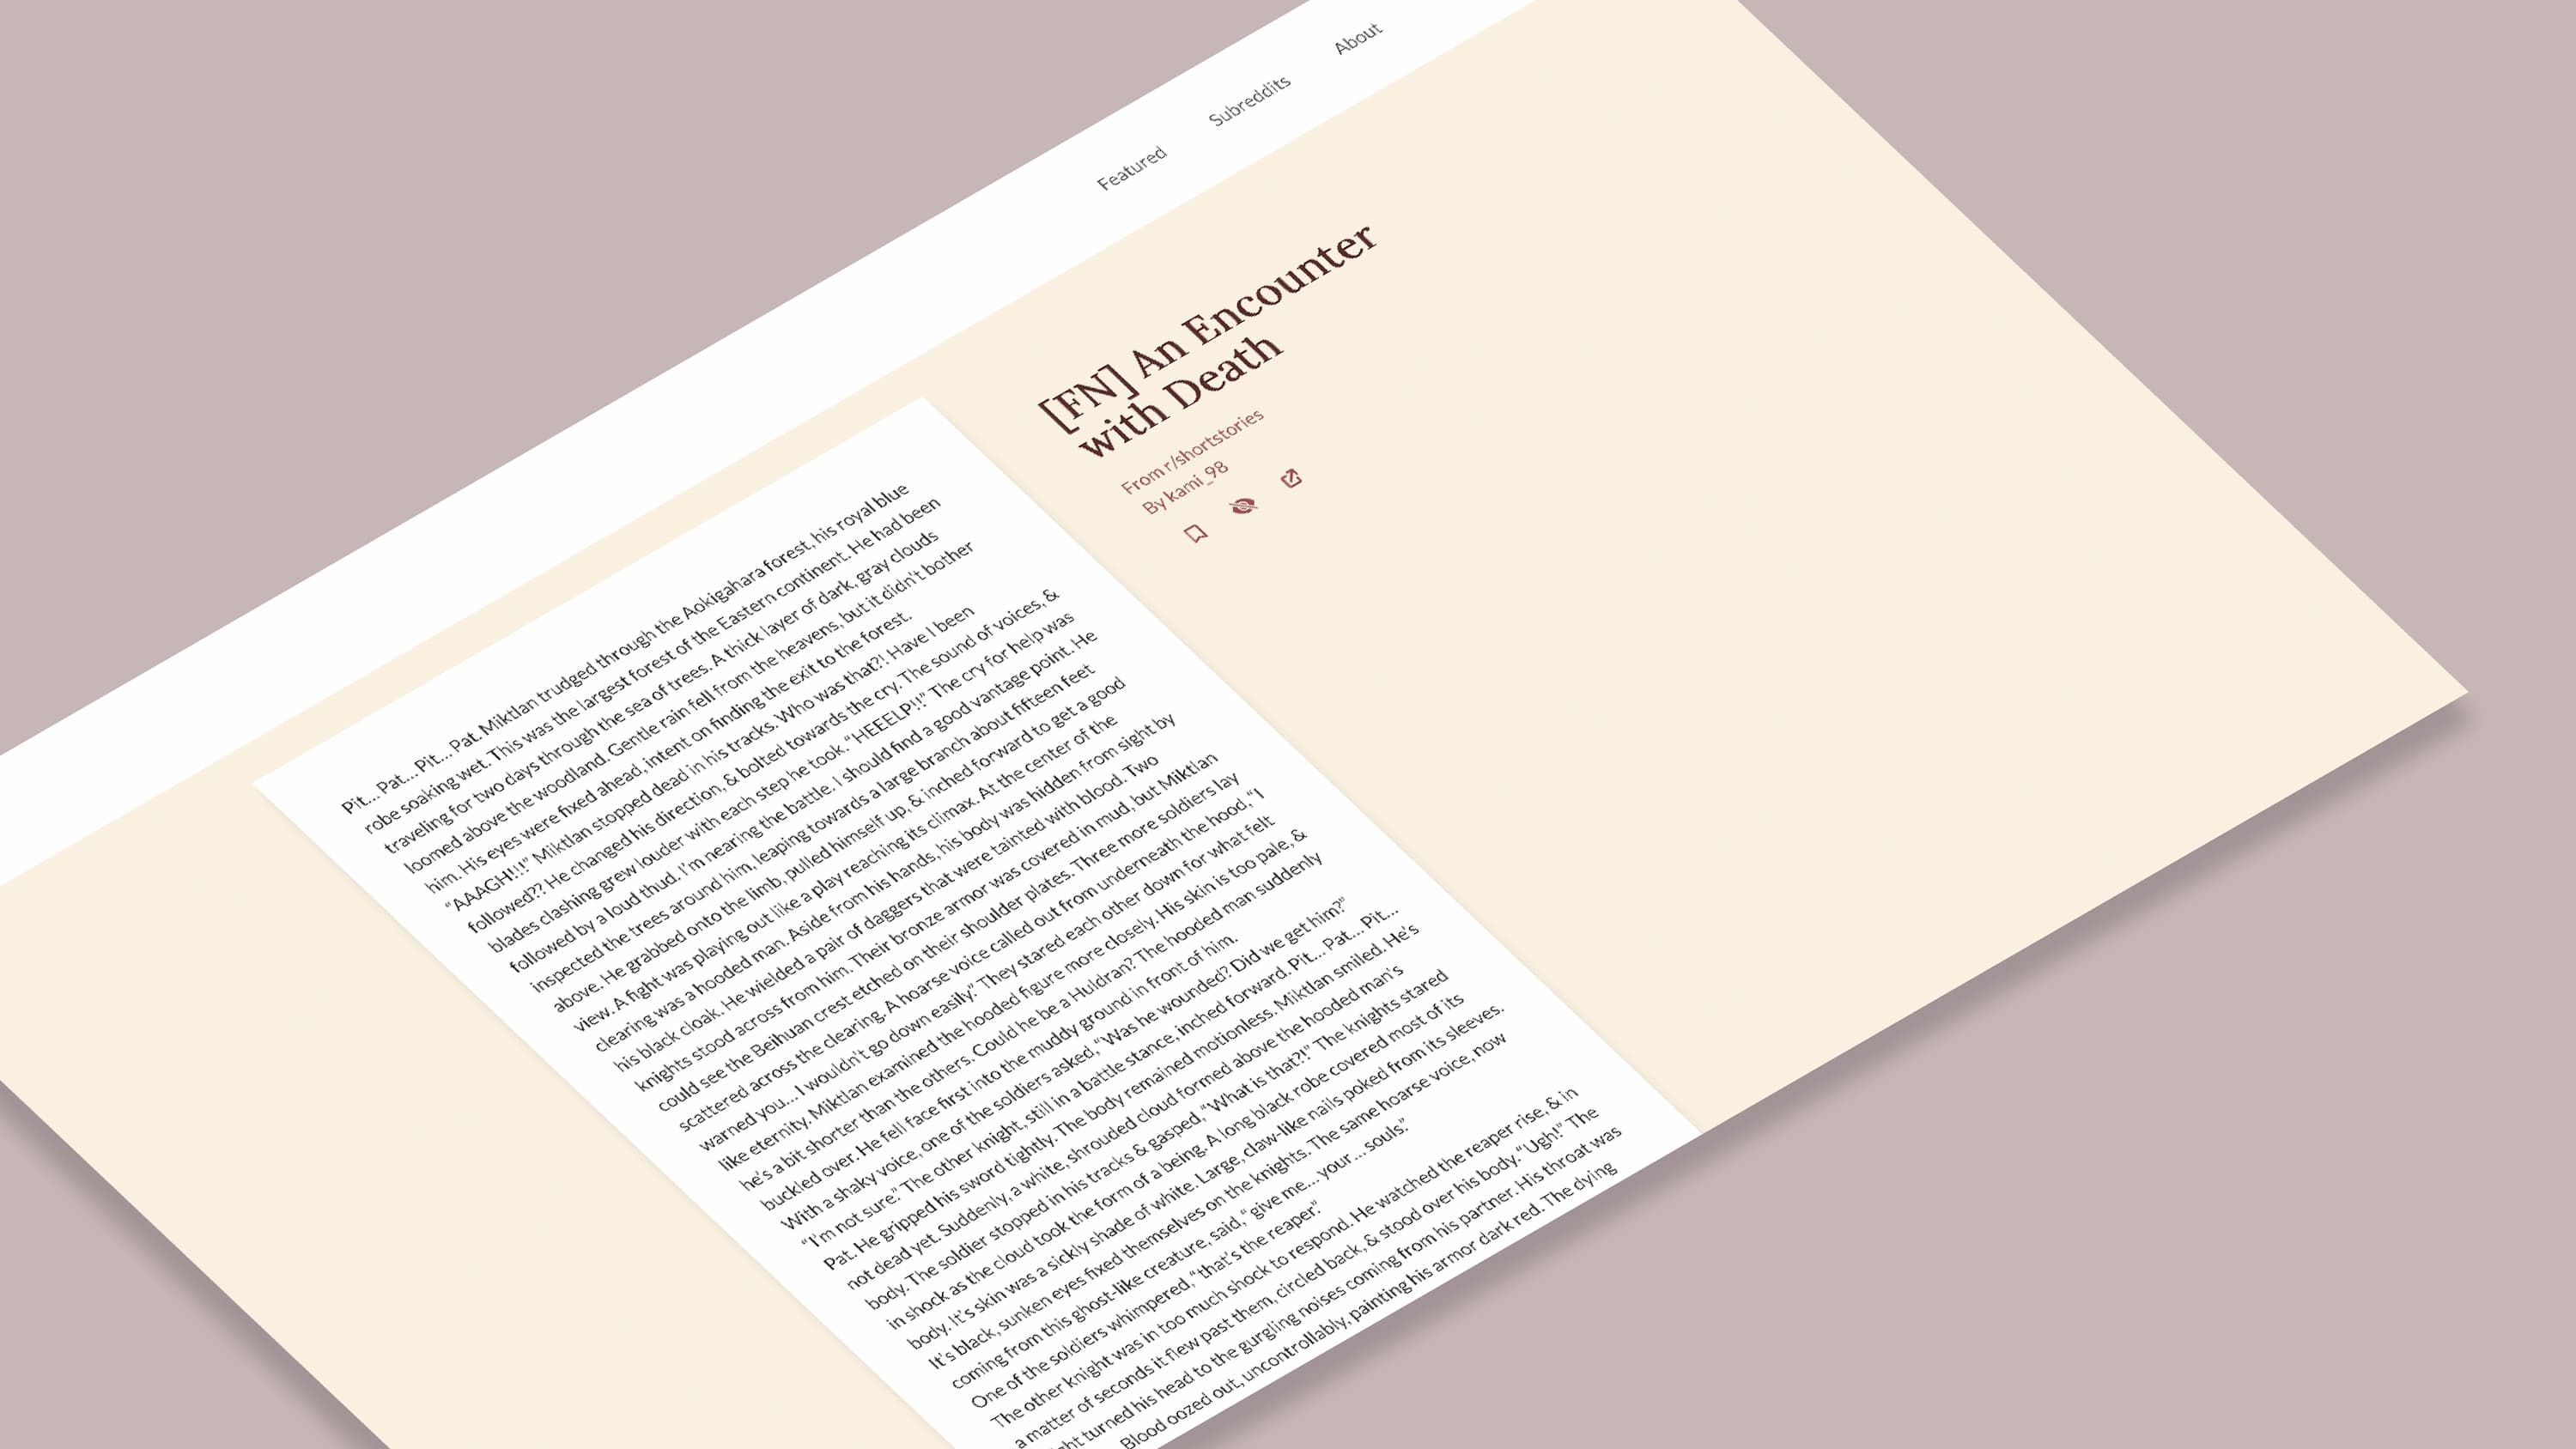 About
Subreddits
Featured
[FN] An Encounter
with Death
From r/shortstories
By kami_98
Pit... Pat... Pit... Pat. Miktlan trudged through the Aokigahara forest, his royal blue
robe soaking wet. This was the largest forest of the Eastern continent. He had been
traveling for two days through the sea of trees. A thick layer of dark, gray clouds
loomed above the woodland. Gentle rain fell from the heavens, but it didn't bother
him. His eyes were fixed ahead, intent on finding the exit to the forest.
“AAAGH!!!” Miktlan stopped dead in his tracks. Who was that?! Have I been
followed?? He changed his direction, & bolted towards the cry. The sound of voices, &
blades clashing grew louder with each step he took. “HEEELP!!” The cry for help was
followed by a loud thud. I'm nearing the battle. I should find a good vantage point. He
inspected the trees around him, leaping towards a large branch about fifteen feet
above. He grabbed onto the limb, pulled himself up, & inched forward to get a good
view. A fight was playing out like a play reaching its climax. At the center of the
clearing was a hooded man. Aside from his hands, his body was hidden from sight by
his black cloak. He wielded a pair of daggers that were tainted with blood. Two
knights stood across from him. Their bronze armor was covered in mud, but Miktlan
could see the Beihuan crest etched on their shoulder plates. Three more soldiers lay
scattered across the clearing. A hoarse voice called out from underneath the hood, “I
warned you... I wouldn't go down easily.” They stared each other down for what felt
like eternity. Miktlan examined the hooded figure more closely. His skin is too pale, &
he's a bit shorter than the others. Could he be a Huldran? The hooded man suddenly
buckled over. He fell face first into the muddy ground in front of him.
With a shaky voice, one of the soldiers asked, “Was he wounded? Did we get him?”
“I'm not sure.” The other knight, still in a battle stance, inched forward. Pit... Pat... Pit...
Pat. He gripped his sword tightly. The body remained motionless. Miktlan smiled. He's
not dead yet. Suddenly, a white, shrouded cloud formed above the hooded man's
body. The soldier stopped in his tracks & gasped, “What is that?!” The knights stared
in shock as the cloud took the form of a being. A long black robe covered most of its
body. It's skin was a sickly shade of white. Large, claw-like nails poked from its sleeves.
It's black, sunken eyes fixed themselves on the knights. The same hoarse voice, now
coming from this ghost-like creature, said, “give me... your... souls.”
One of the soldiers whimpered, “that's the reaper.”
The other knight was in too much shock to respond. He watched the reaper rise, & in
a matter of seconds it flew past them, circled back, & stood over his body. “Ugh!” The
turned his head to the gurgling noises coming from his partner. His throat was
Blood oozed out, uncontrollably, painting his armor dark red. The dying